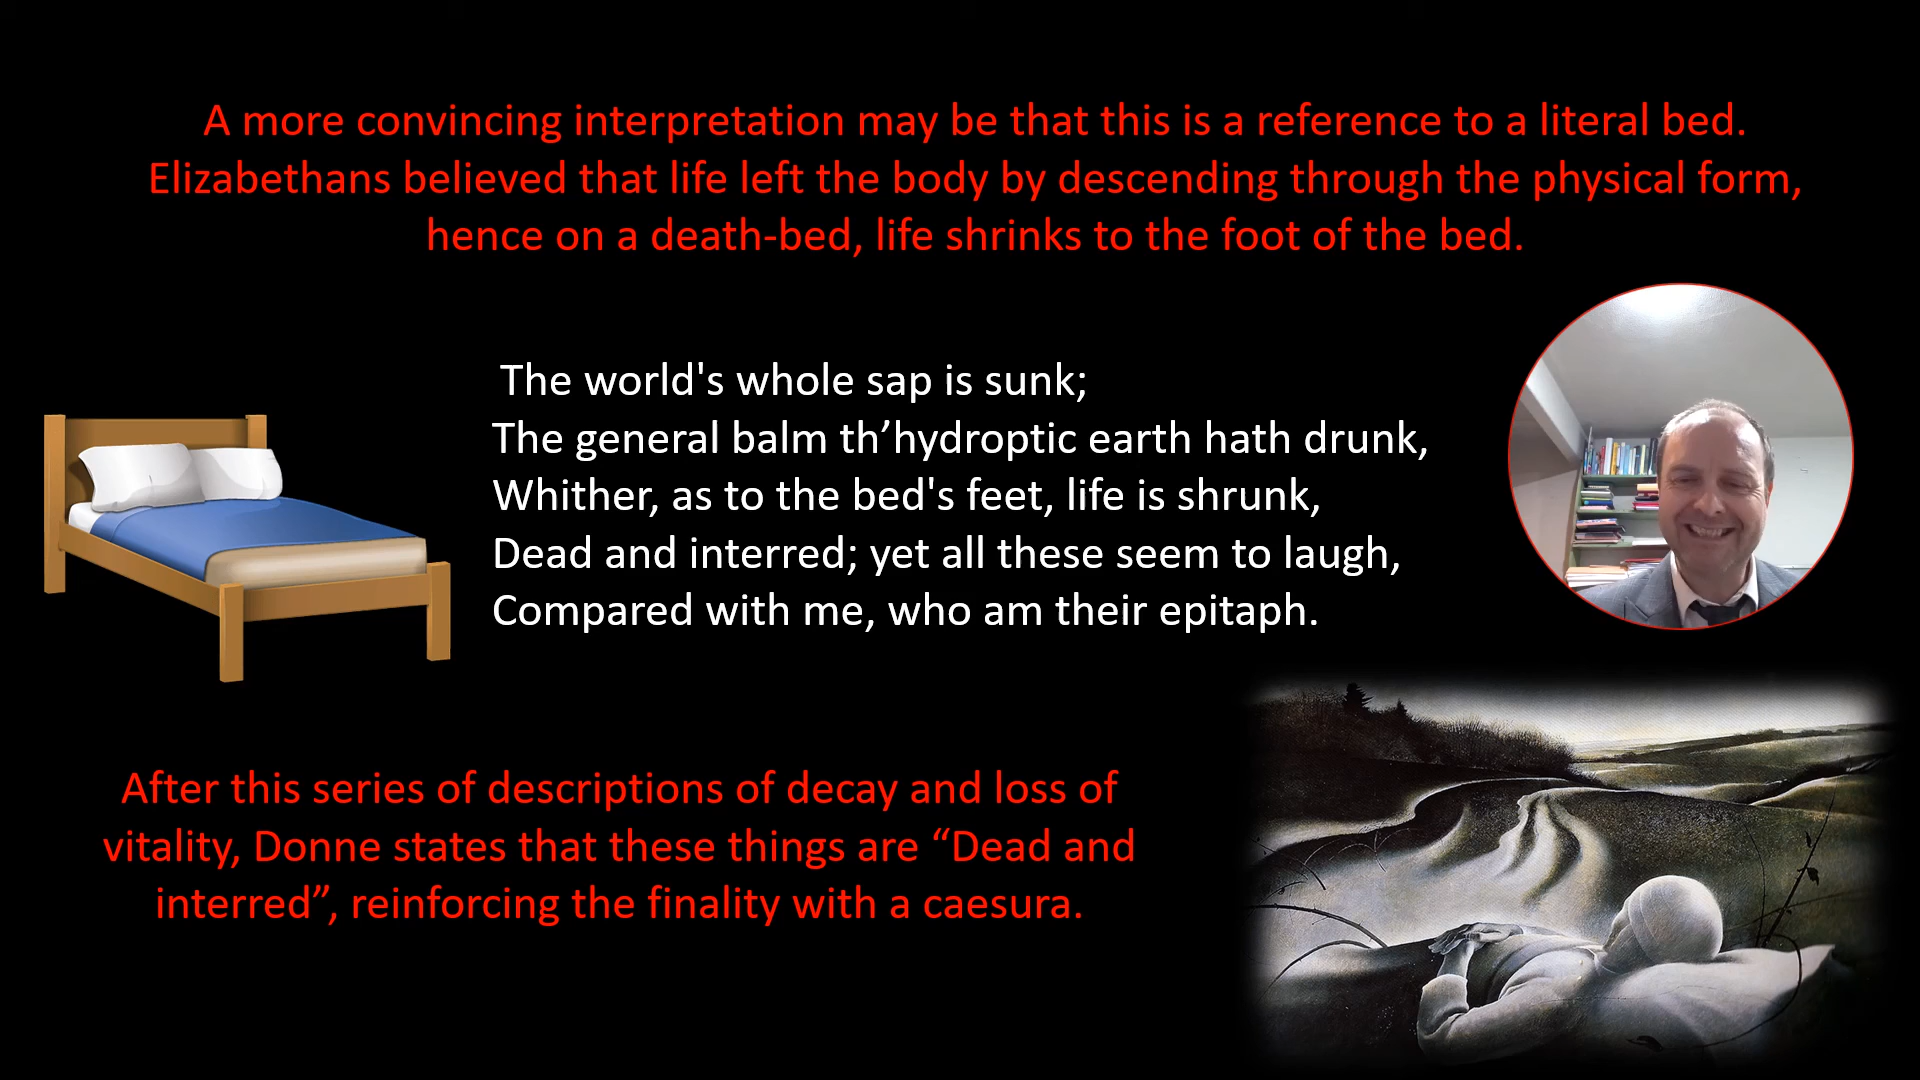 A more convincing interpretation may be that this is a reference to a literal bed.
Elizabethans believed that life left the body by descending through the physical form,
hence on a death-bed, life shrinks to the foot of the bed.
The world's whole sap is sunk;
The general balm th’hydroptic earth hath drunk,
Whither, as to the bed's feet, life is shrunk,
Dead and interred; yet all these seem to laugh,
Compared with me, who am their epitaph.
After this series of descriptions of decay and loss of
vitality, Donne states that these things are “Dead and
interred”, reinforcing the finality with a caesura.